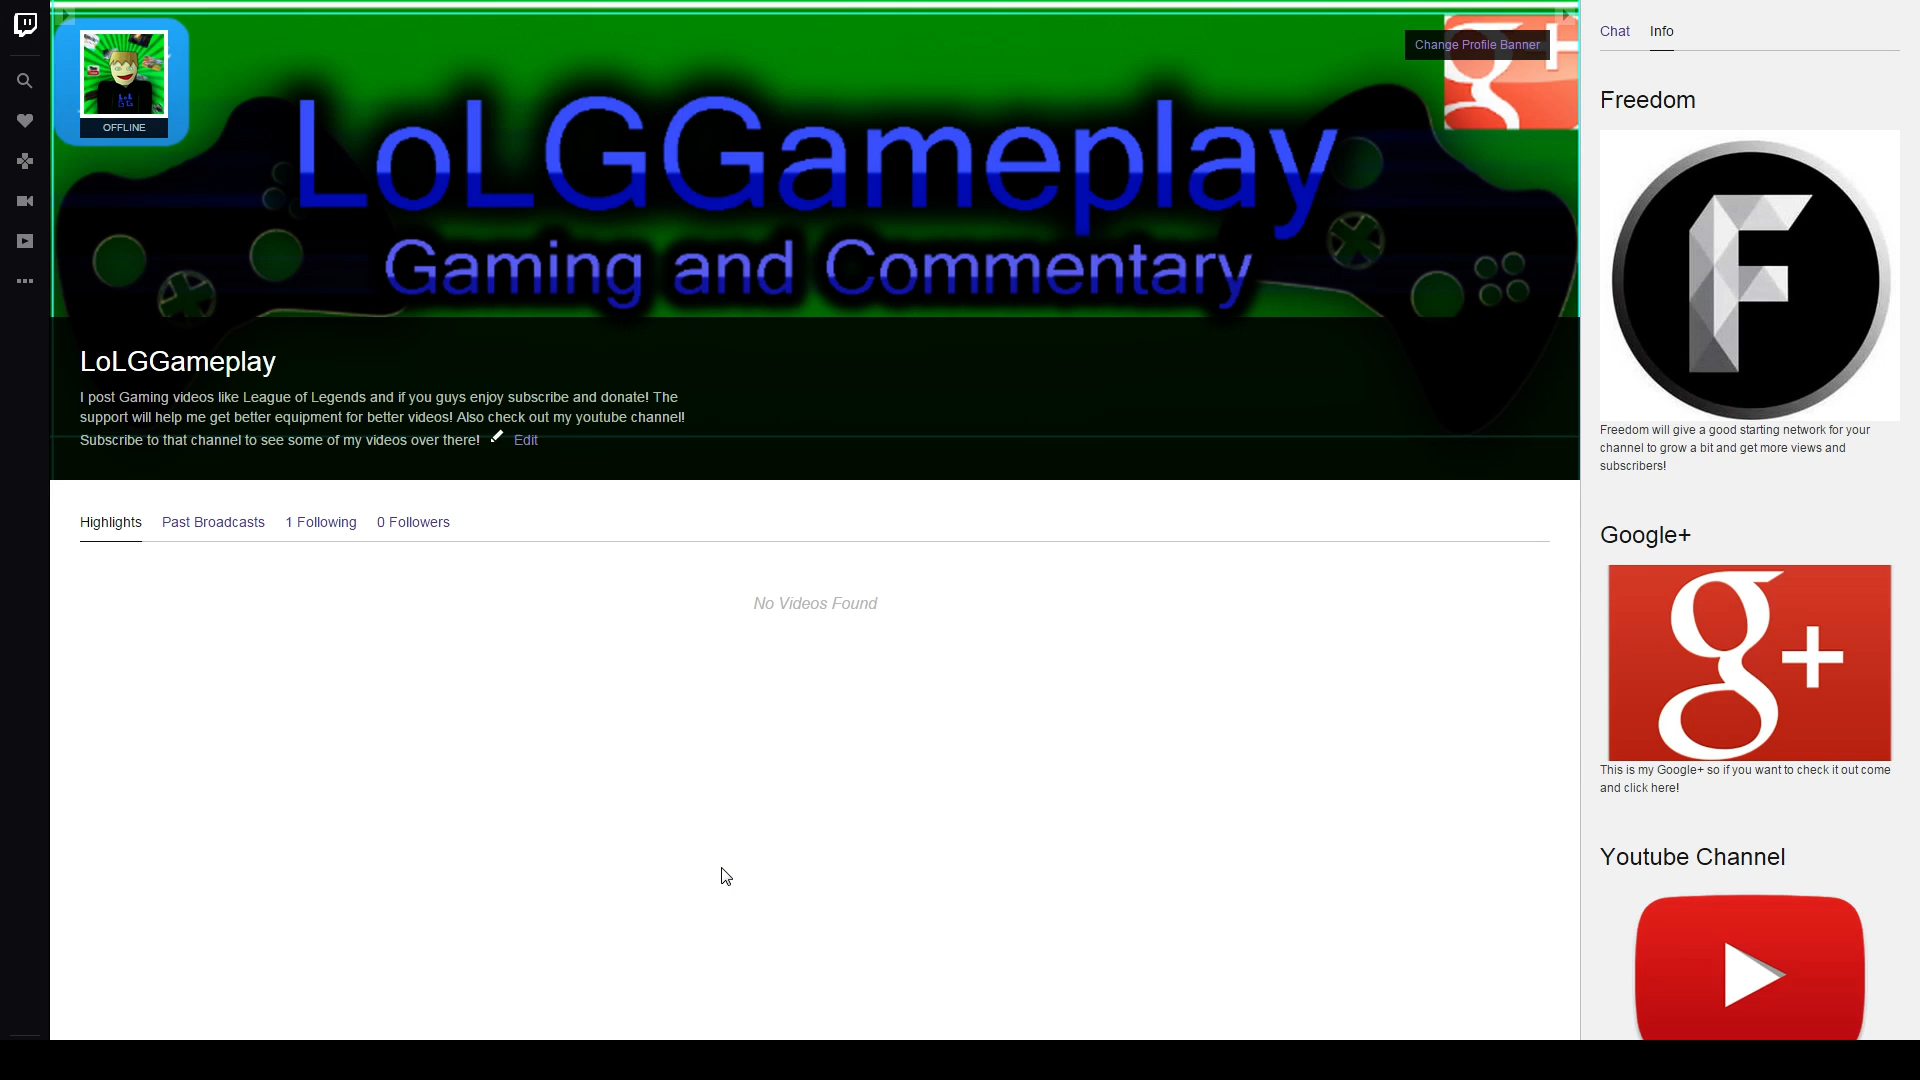 OFFLINE
Change Profile Banner
LoLGGameplay
Gaming and Commentary
LoLGGameplay
I post Gaming videos like League of Legends and if you guys enjoy subscribe and donate! The
support will help me get better equipment for better videos! Also check out my youtube channel!
Subscribe to that channel to see some of my videos over there! Edit
Highlights Past Broadcasts 1 Following 0 Followers
No Videos Found
Chat Info
Freedom
F
Freedom will give a good starting network for your
channel to grow a bit and get more views and
subscribers!
Google+
g+
This is my Google+ so if you want to check it out come
and click here!
Youtube Channel